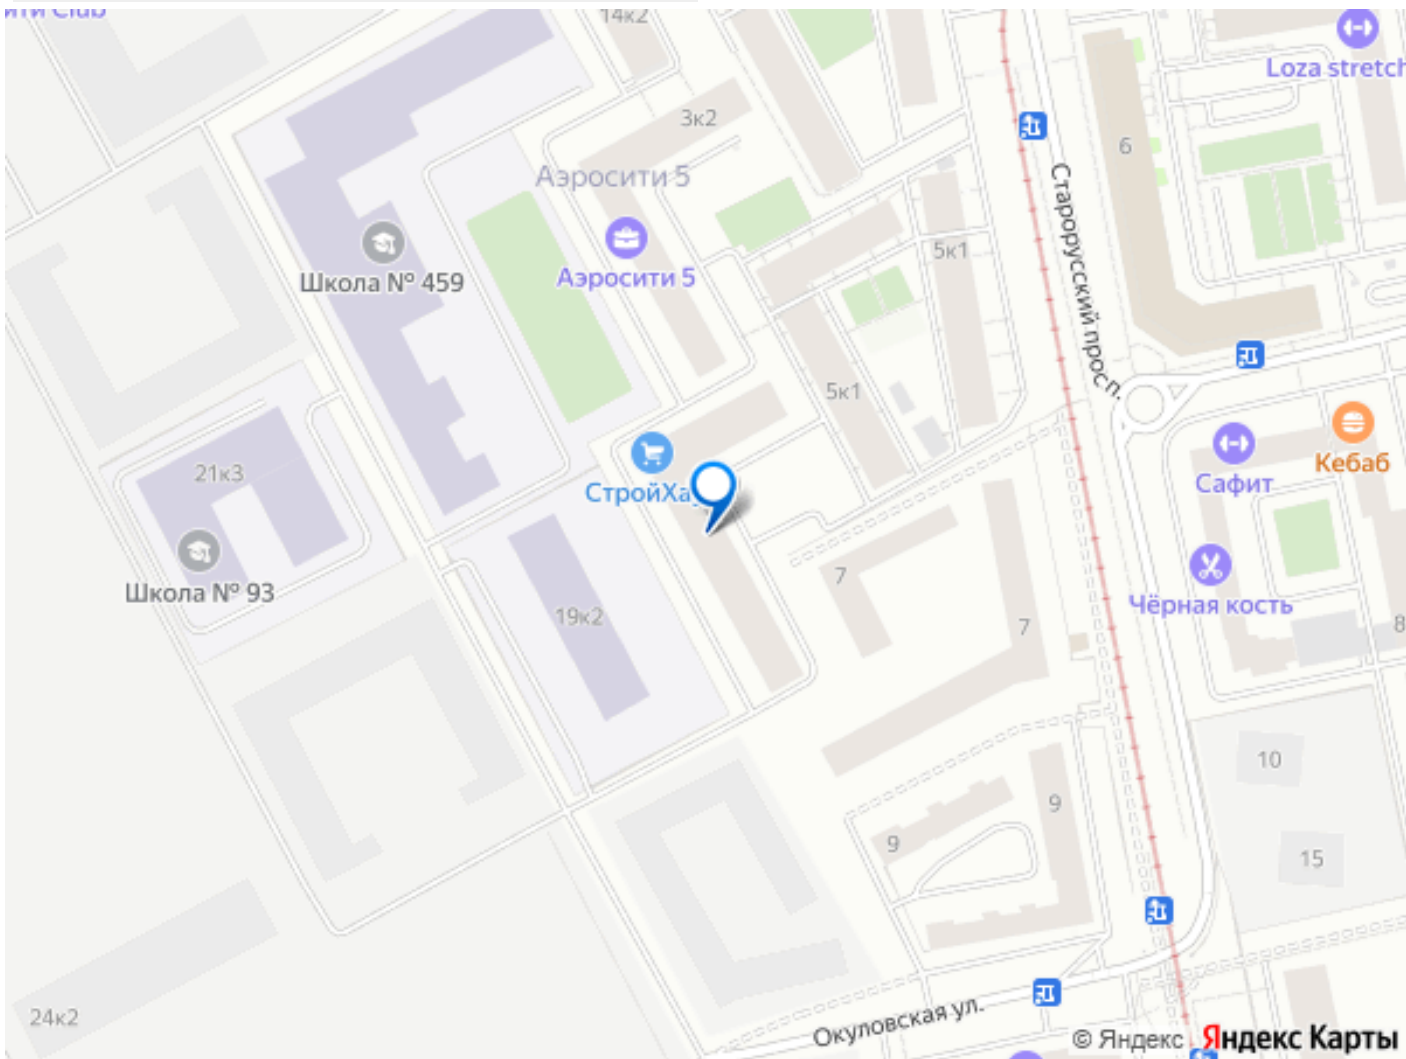 14к2
Loza stretch
3к2
6
Аэросити 5
Старорусский просп.
Школа № 459
Аэросити 5
5к1
5к1
21к3
СтройХа
Сафит
Кебаб
Школа № 93
7
Чёрная кость
19к2
7
8
10
9
9
15
24к2
Окуловская ул.
© Яндекс Яндекс Карты